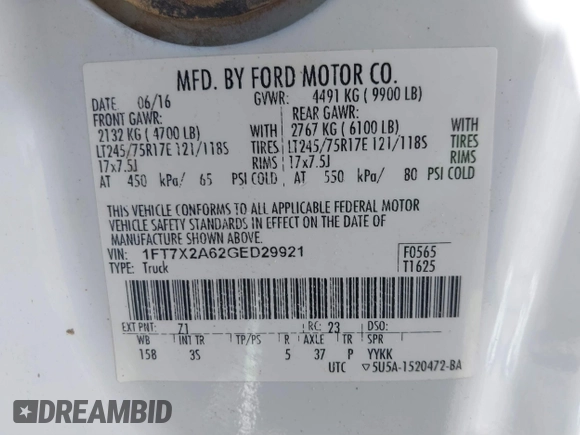 MFD. BY FORD MOTOR CO.
DATE 06/16 GVWR: 4491 KG ( 9900 LB)
FRONT GAWR: REAR GAWR:
2132 KG ( 4700 LB) WITH 2767 KG ( 6100 LB) WITH
LT245/75R17E 121/118S TIRES LT245/75R17E 121/118S TIRES
17x7.5J RIMS 17x7.5J RIMS
AT 450 kPa/ 65 PSI COLD AT 550 kPa/ 80 PSI COLD
THIS VEHICLE CONFORMS TO ALL APPLICABLE FEDERAL MOTOR
VEHICLE SAFETY STANDARDS IN EFFECT ON THE DATE OF
MANUFACTURE SHOWN ABOVE.
VIN: 1FT7X2A62GED29921 F0565
TYPE: Truck T1625
EXT PNT: Z1 RC: 23 DSO:
WB INT TR TP/PS R AXLE TR SPR
158 3S 5 37 P YYKK
UTC ▽5U5A-1520472-BA
DREAMBID